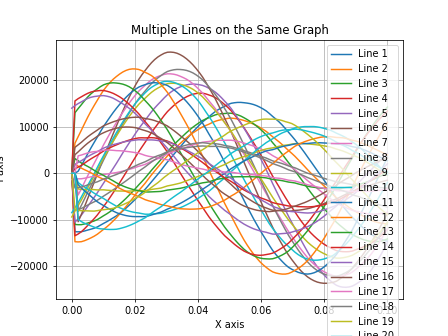 Multiple Lines on the Same Graph
20000
10000
0
−10000
−20000
0.00
0.02
0.04
0.06
0.08
X axis
Line 1
Line 2
Line 3
Line 4
Line 5
Line 6
Line 7
Line 8
Line 9
Line 10
Line 11
Line 12
Line 13
Line 14
Line 15
Line 16
Line 17
Line 18
Line 19
Line 20